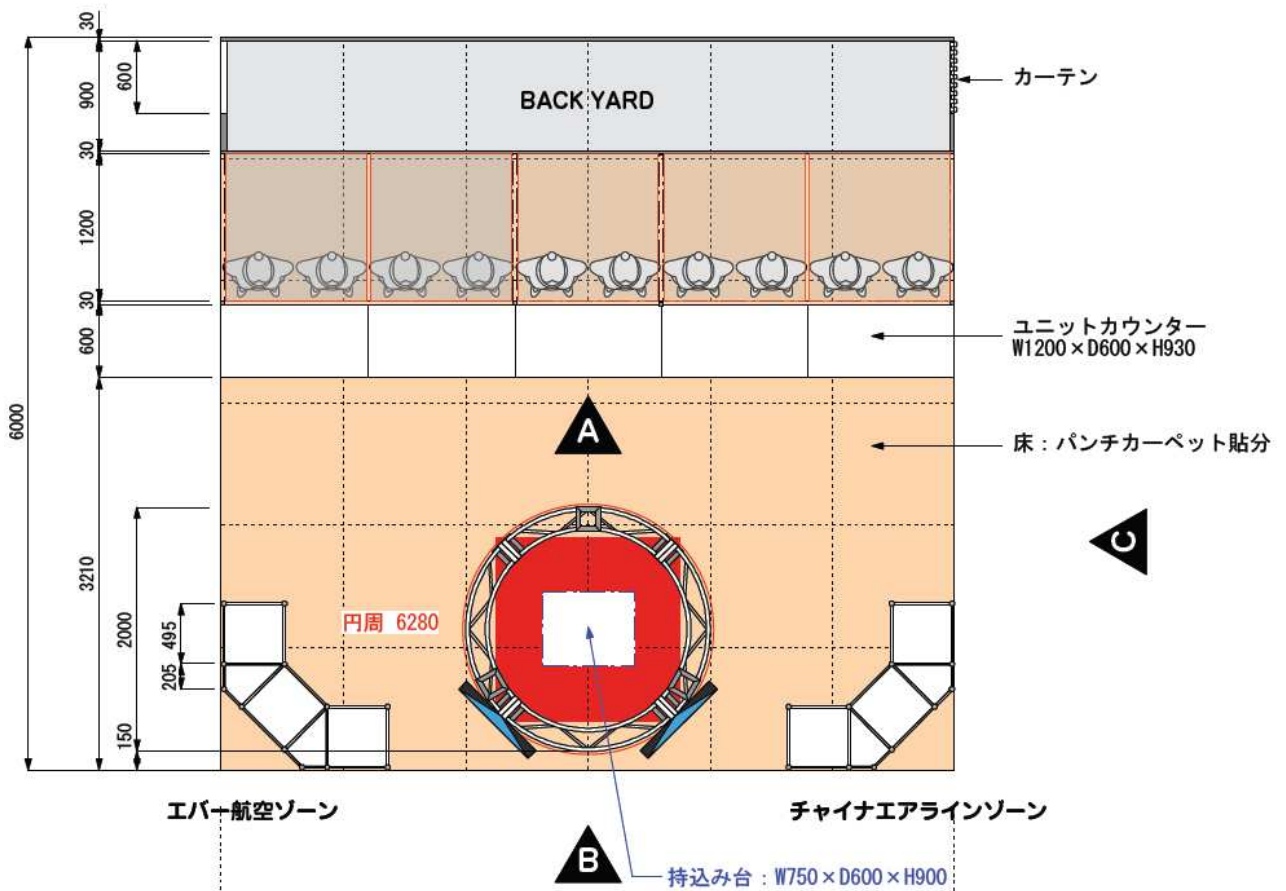 30
600
900
BACK YARD
カーテン
30
1200
30
600
ユニットカウンター
W1200×D600×H930
6000
A
床：パンチカーペット貼分
C
3210
2000
495
円周 6280
205
150
エバー航空ゾーン
チャイナエアラインゾーン
B
持込み台：W750×D600×H900